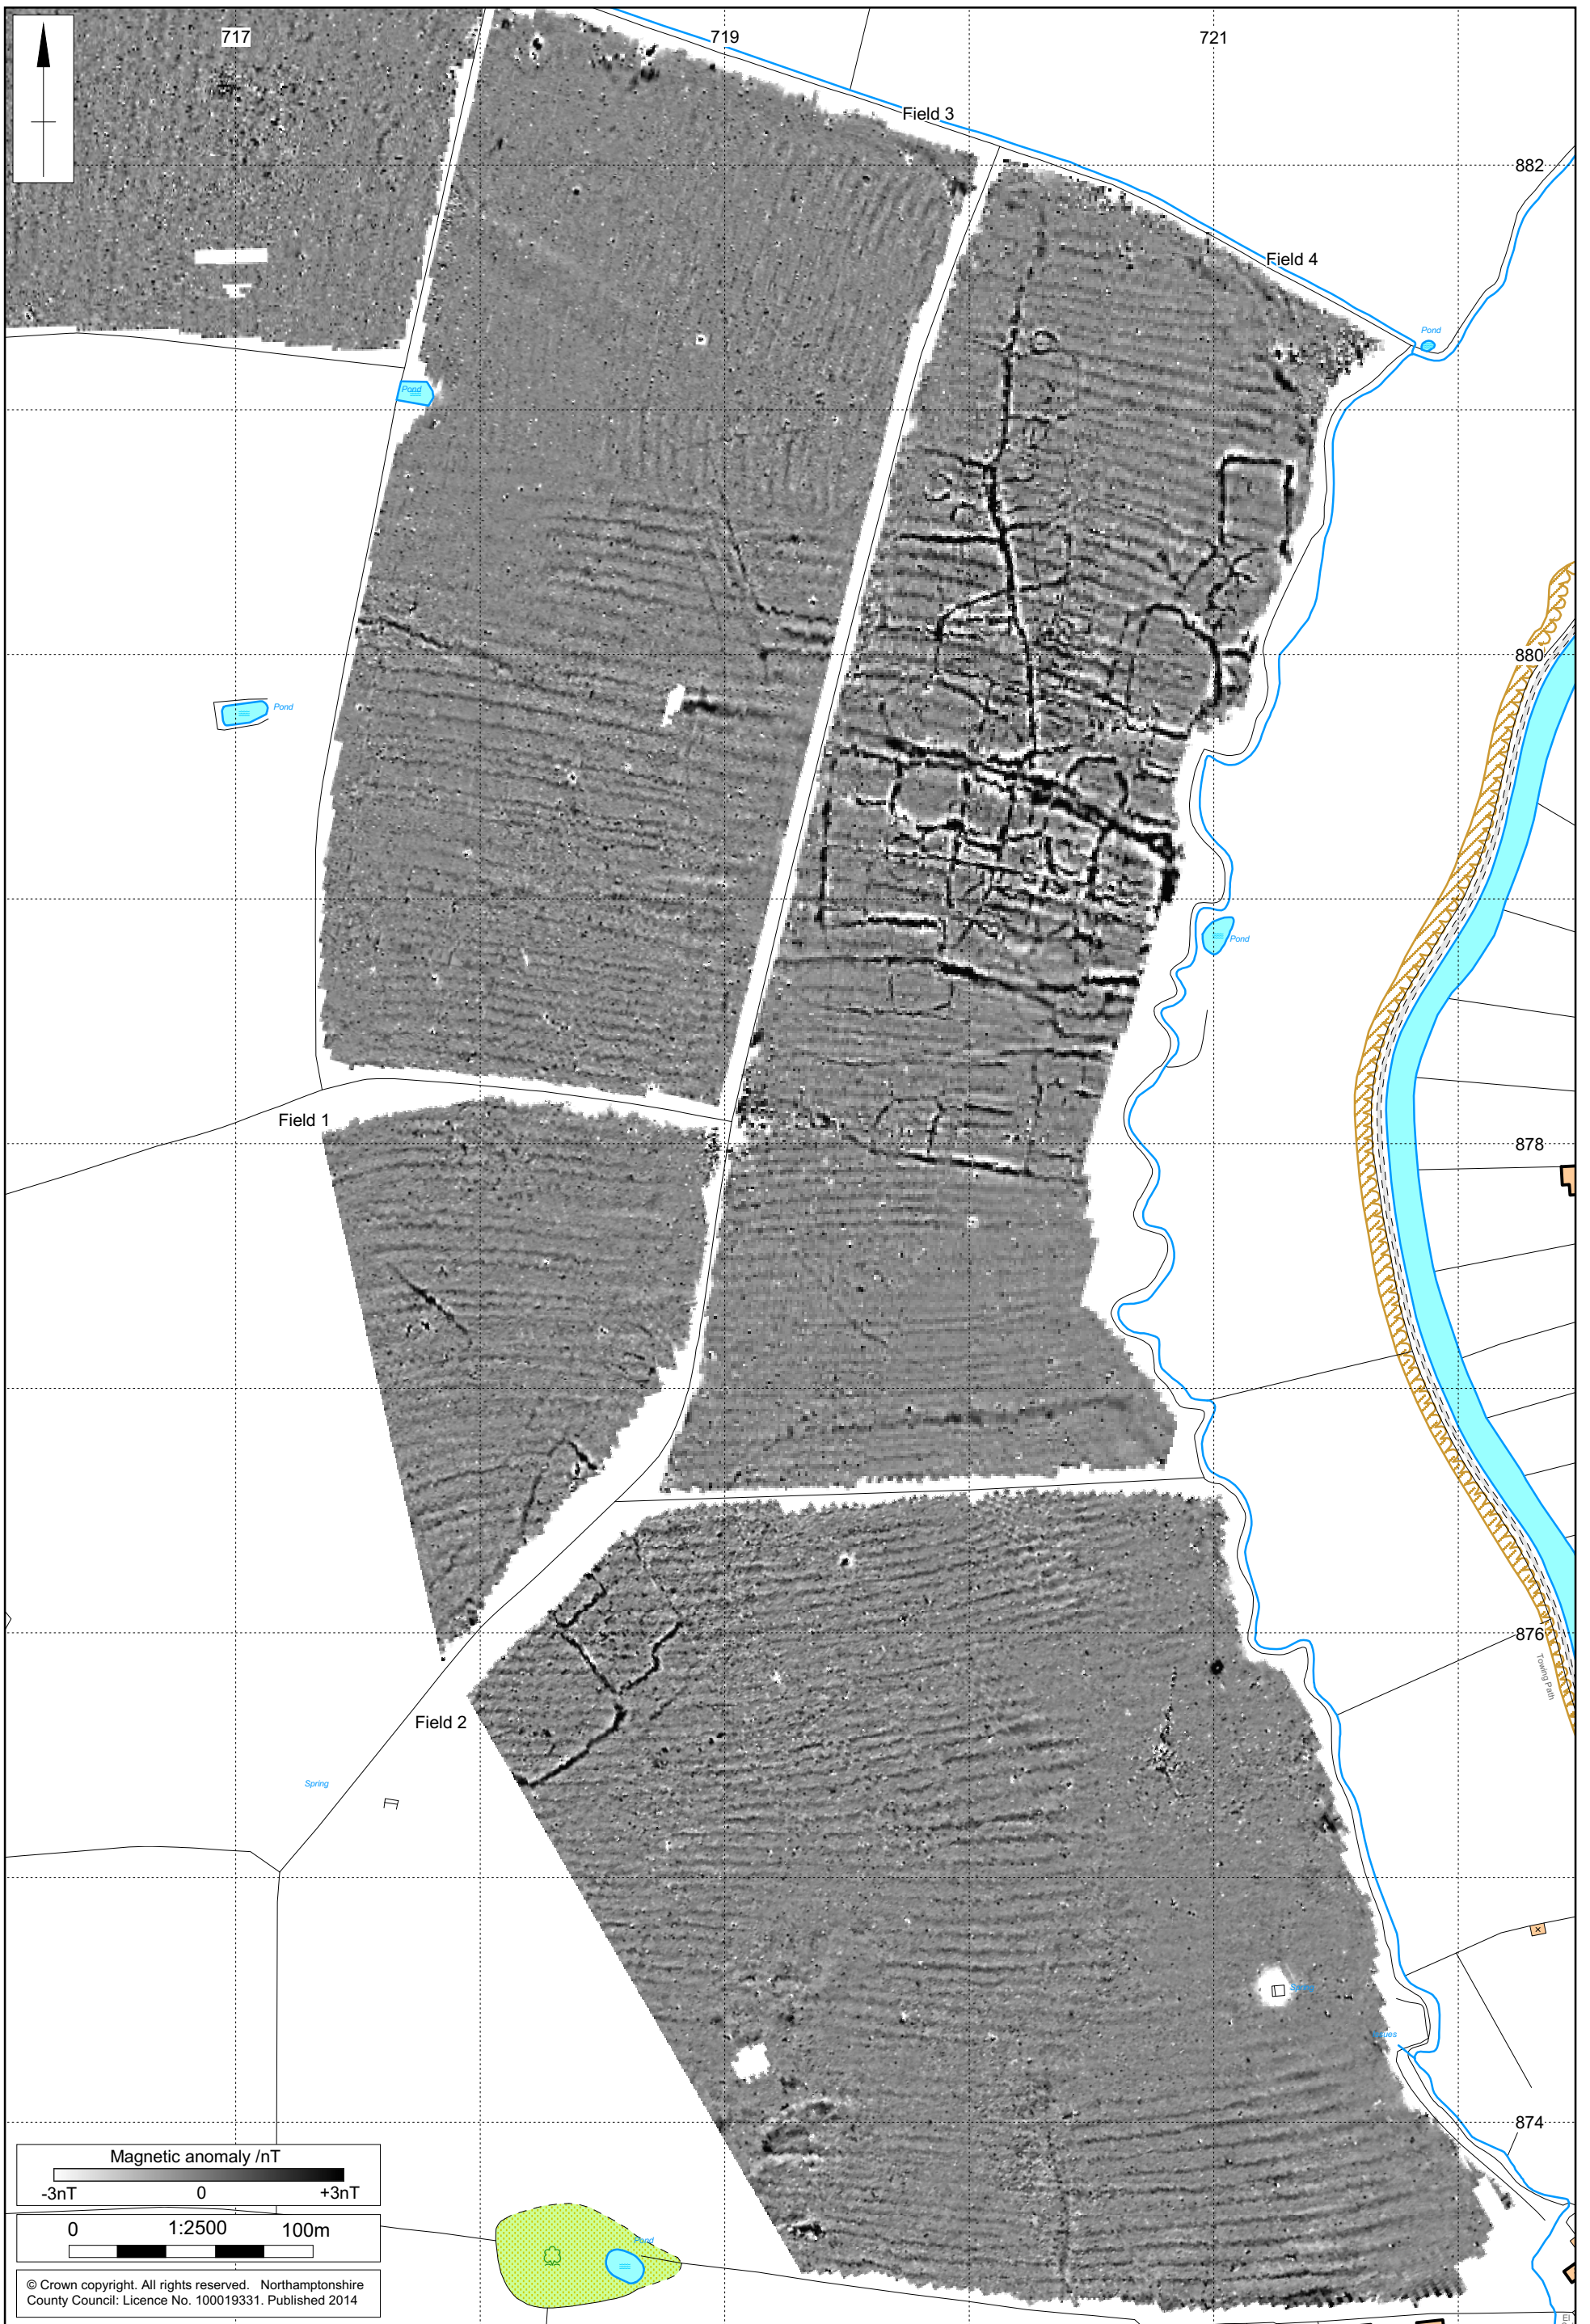 717
719
721
Field 3
882
Field 4
Pond
Pond
880
Pond
Pond
Field 1
878
876
Towing Path
Field 2
Spring
Spring
874
Magnetic anomaly /nT
-3nT 0 +3nT
0 1:2500 100m
Pond
© Crown copyright. All rights reserved. Northamptonshire
County Council: Licence No. 100019331. Published 2014
El